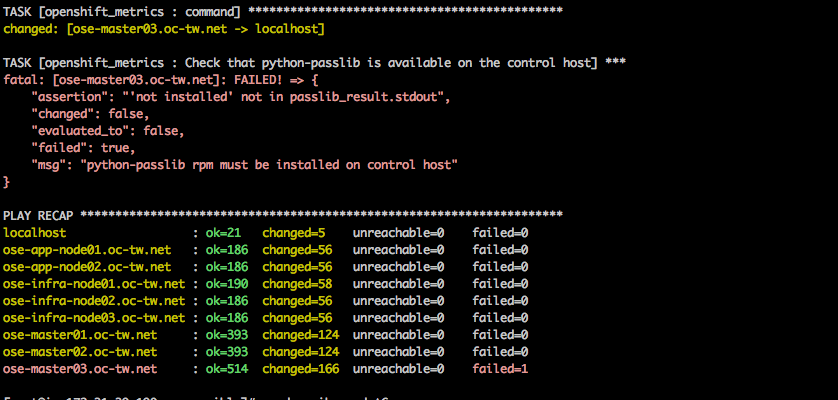 TASK [openshift_metrics : command] *********************************************
changed: [ose-master03.oc-tw.net -> localhost]
TASK [openshift_metrics : Check that python-passlib is available on the control host] ***
fatal: [ose-master03.oc-tw.net]: FAILED! => {
"assertion": "'not installed' not in passlib_result.stdout",
"changed": false,
"evaluated_to": false,
"failed": true,
"msg": "python-passlib rpm must be installed on control host"
}
PLAY RECAP *********************************************************************
localhost : ok=21 changed=5 unreachable=0 failed=0
ose-app-node01.oc-tw.net : ok=186 changed=56 unreachable=0 failed=0
ose-app-node02.oc-tw.net : ok=186 changed=56 unreachable=0 failed=0
ose-infra-node01.oc-tw.net : ok=190 changed=58 unreachable=0 failed=0
ose-infra-node02.oc-tw.net : ok=186 changed=56 unreachable=0 failed=0
ose-infra-node03.oc-tw.net : ok=186 changed=56 unreachable=0 failed=0
ose-master01.oc-tw.net : ok=393 changed=124 unreachable=0 failed=0
ose-master02.oc-tw.net : ok=393 changed=124 unreachable=0 failed=0
ose-master03.oc-tw.net : ok=514 changed=166 unreachable=0 failed=1